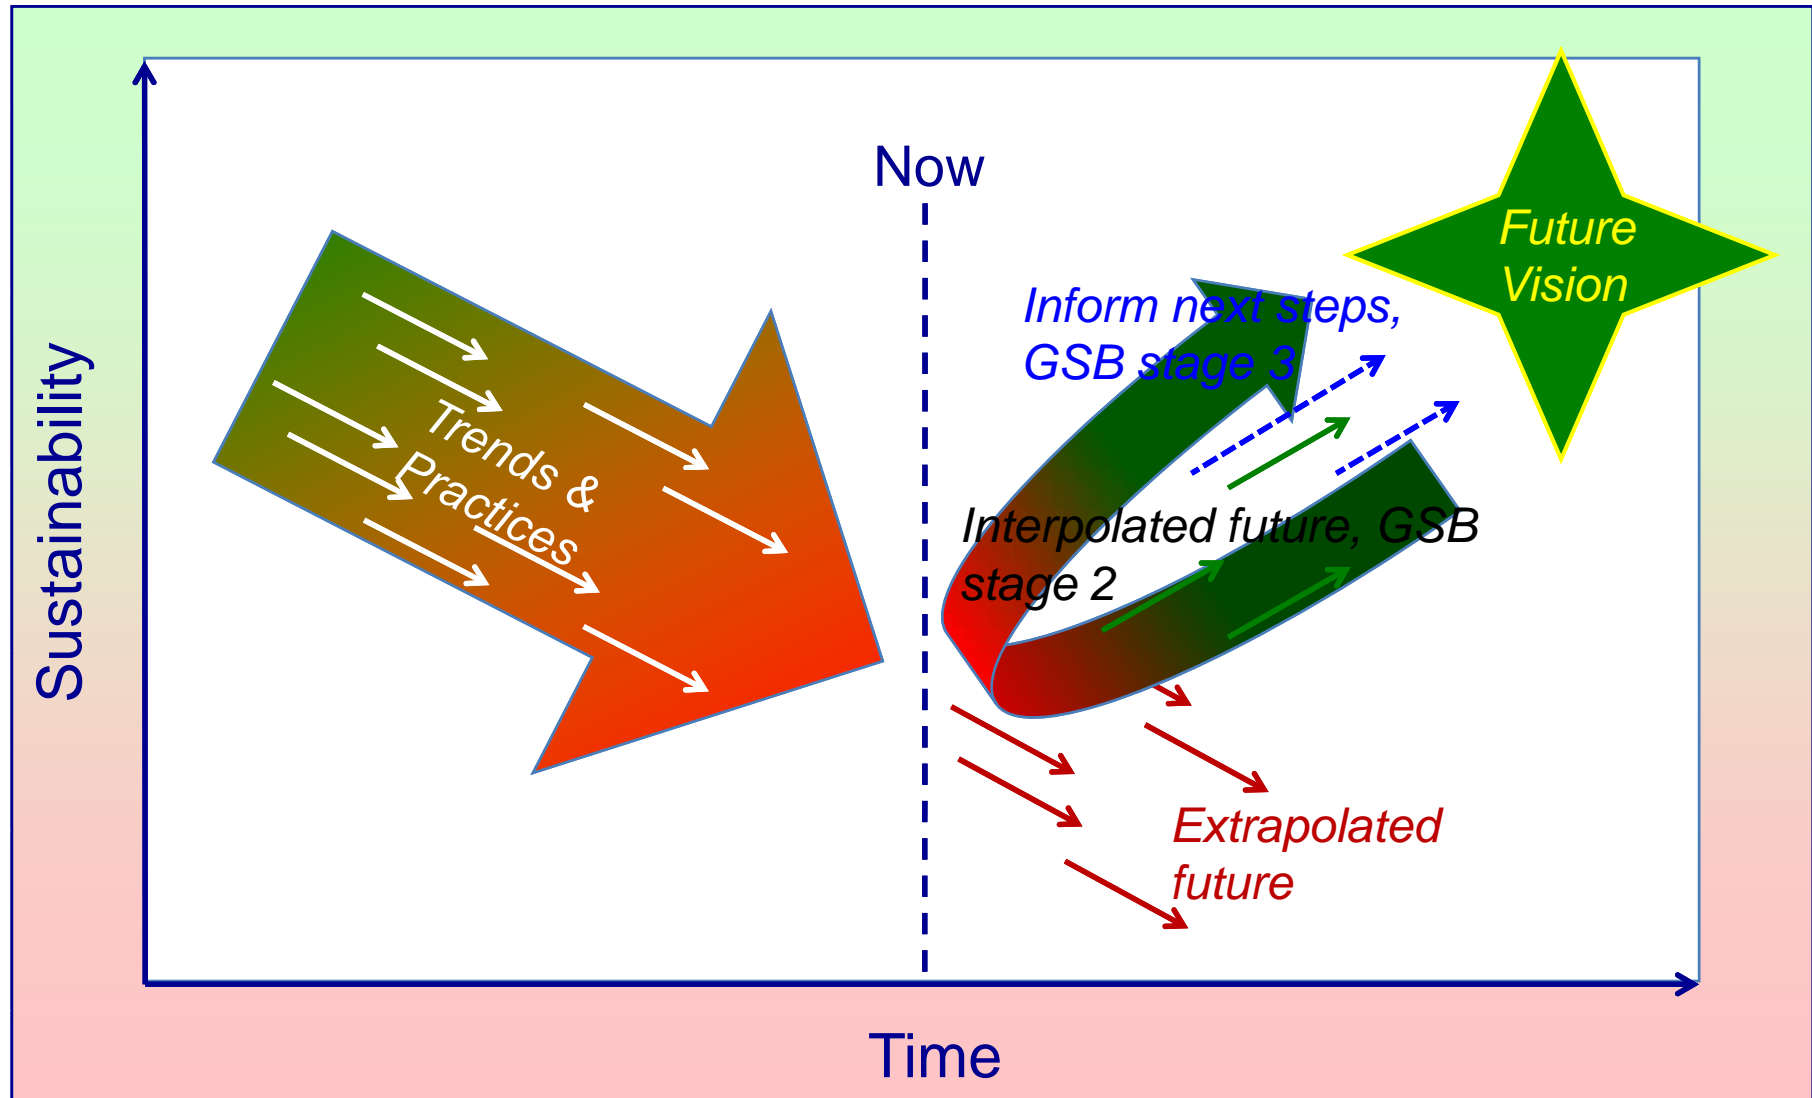 Now
Future
Vision
Inform next steps,
GSB stage 3
Trends &
Practices
Interpolated future, GSB
stage 2
Extrapolated
future
Sustainability
Time